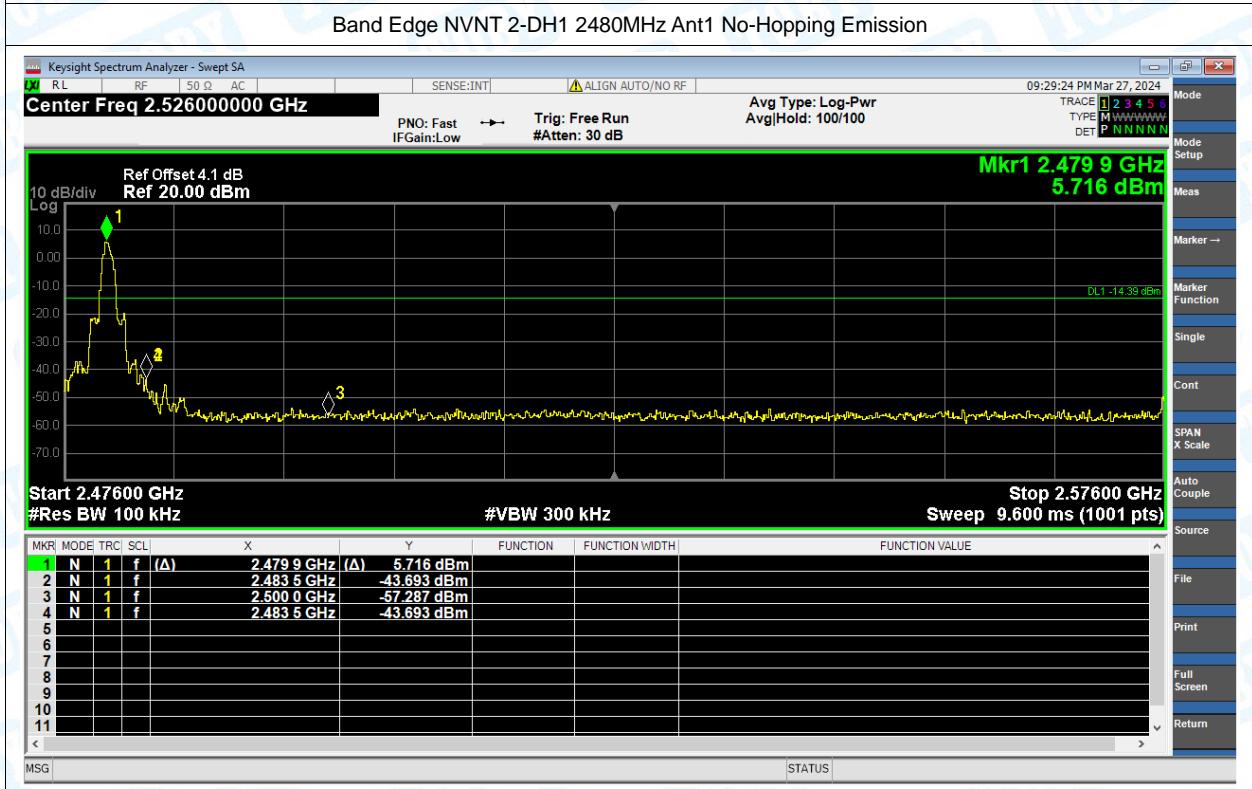 Band Edge NVNT 2-DH1 2480MHz Ant1 No-Hopping Emission
Keysight Spectrum Analyzer - Swept SA
LXI RL RF 50 Ω AC SENSE:INT ALIGN AUTO/NO RF 09:29:24 PM Mar 27, 2024
Center Freq 2.526000000 GHz
PNO: Fast
IFGain:Low
Trig: Free Run
#Atten: 30 dB
Avg Type: Log-Pwr
Avg|Hold: 100/100
TRACE 1 2 3 4 5 6
TYPE M WWWWW
DET P N N N N N
Mode
Mode Setup
Meas
Marker →
Marker Function
Single
Cont
SPAN X Scale
Auto Couple
Source
File
Print
Full Screen
Return
Mkr1 2.479 9 GHz
5.716 dBm
Ref Offset 4.1 dB
10 dB/div Ref 20.00 dBm
Log
1
10.0
0.00
-10.0
DL1 -14.39 dBm
-20.0
-30.0
-40.0
3
-50.0
-60.0
-70.0
Start 2.47600 GHz Stop 2.57600 GHz
#Res BW 100 kHz #VBW 300 kHz Sweep 9.600 ms (1001 pts)
MKR MODE TRC SCL X Y FUNCTION FUNCTION WIDTH FUNCTION VALUE
1 N 1 f (Δ) 2.479 9 GHz (Δ) 5.716 dBm
2 N 1 f 2.483 5 GHz -43.693 dBm
3 N 1 f 2.500 0 GHz -57.287 dBm
4 N 1 f 2.483 5 GHz -43.693 dBm
5
6
7
8
9
10
11
MSG STATUS